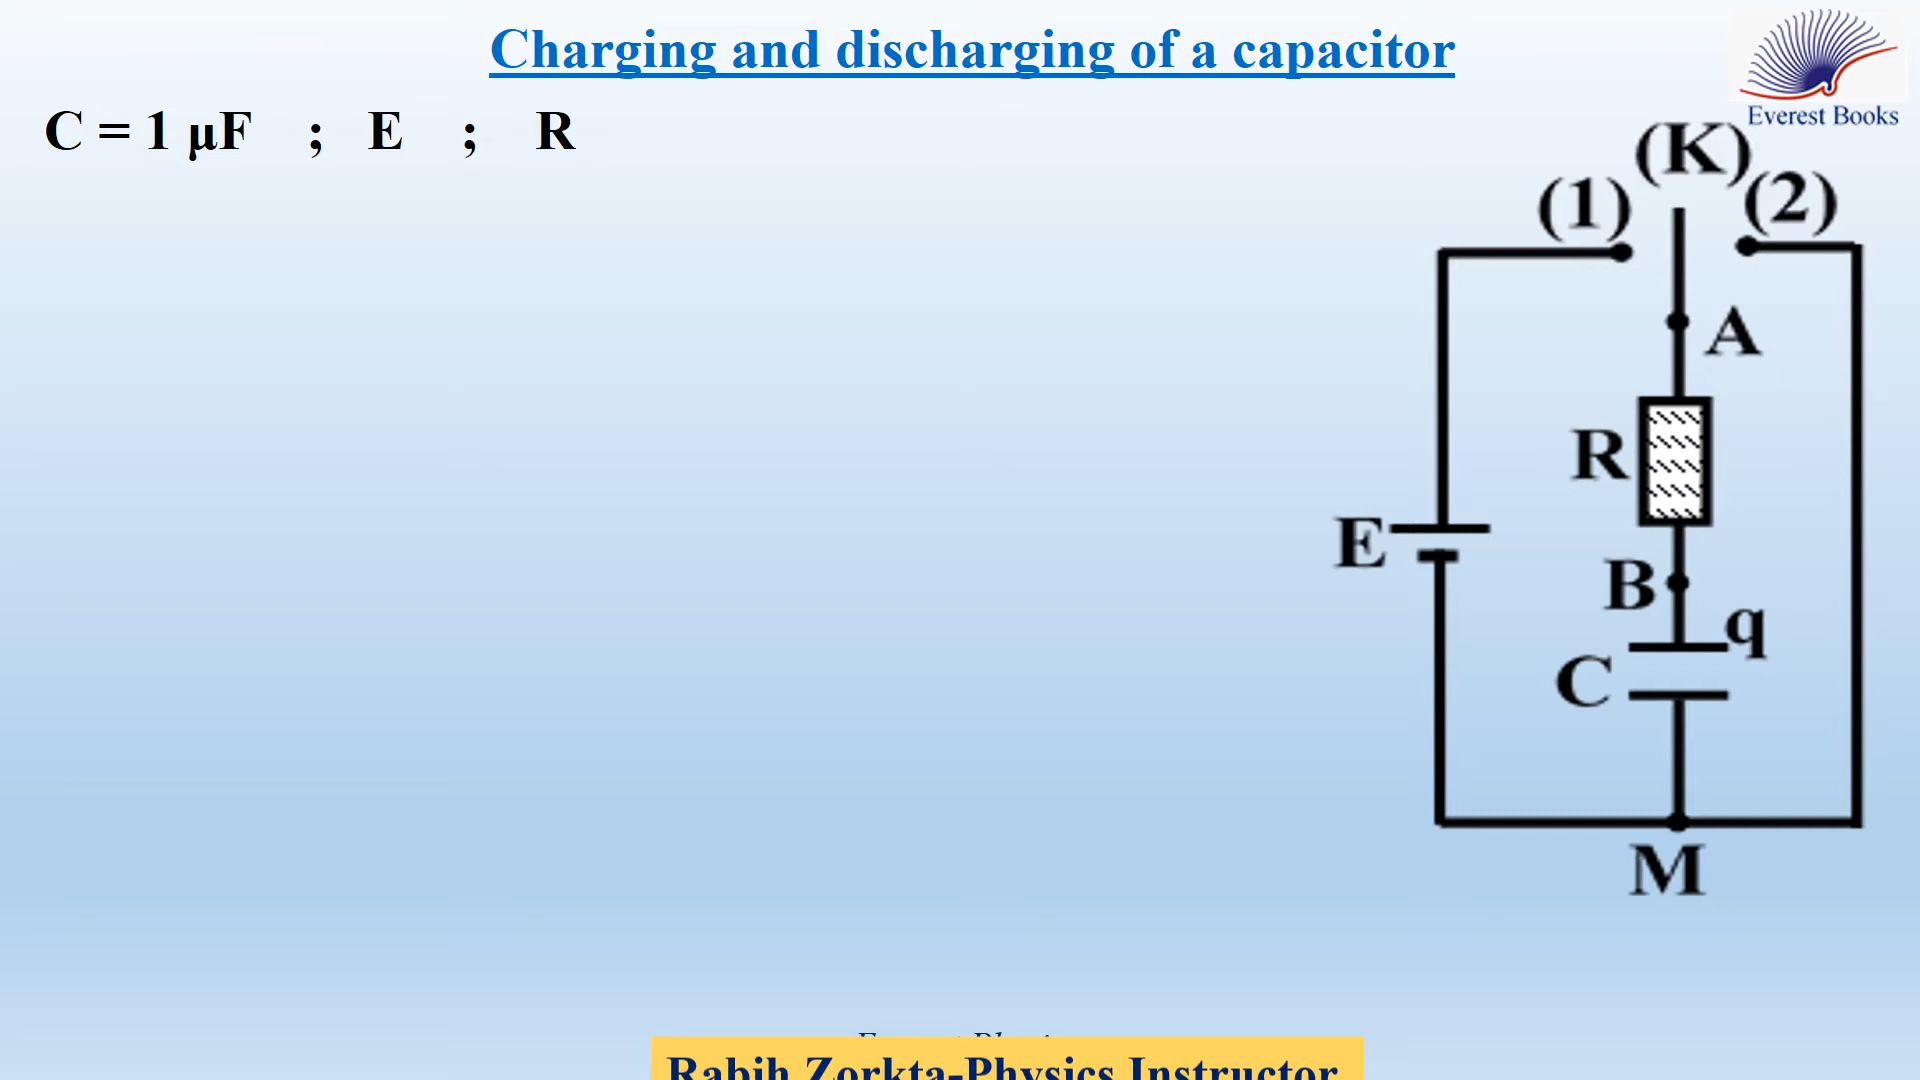 Charging and discharging of a capacitor
Everest Books
C = 1 μF ; E ; R
(K)
(1)
(2)
A
R
E
B
q
C
M
Rabih Zorkta-Physics Instructor